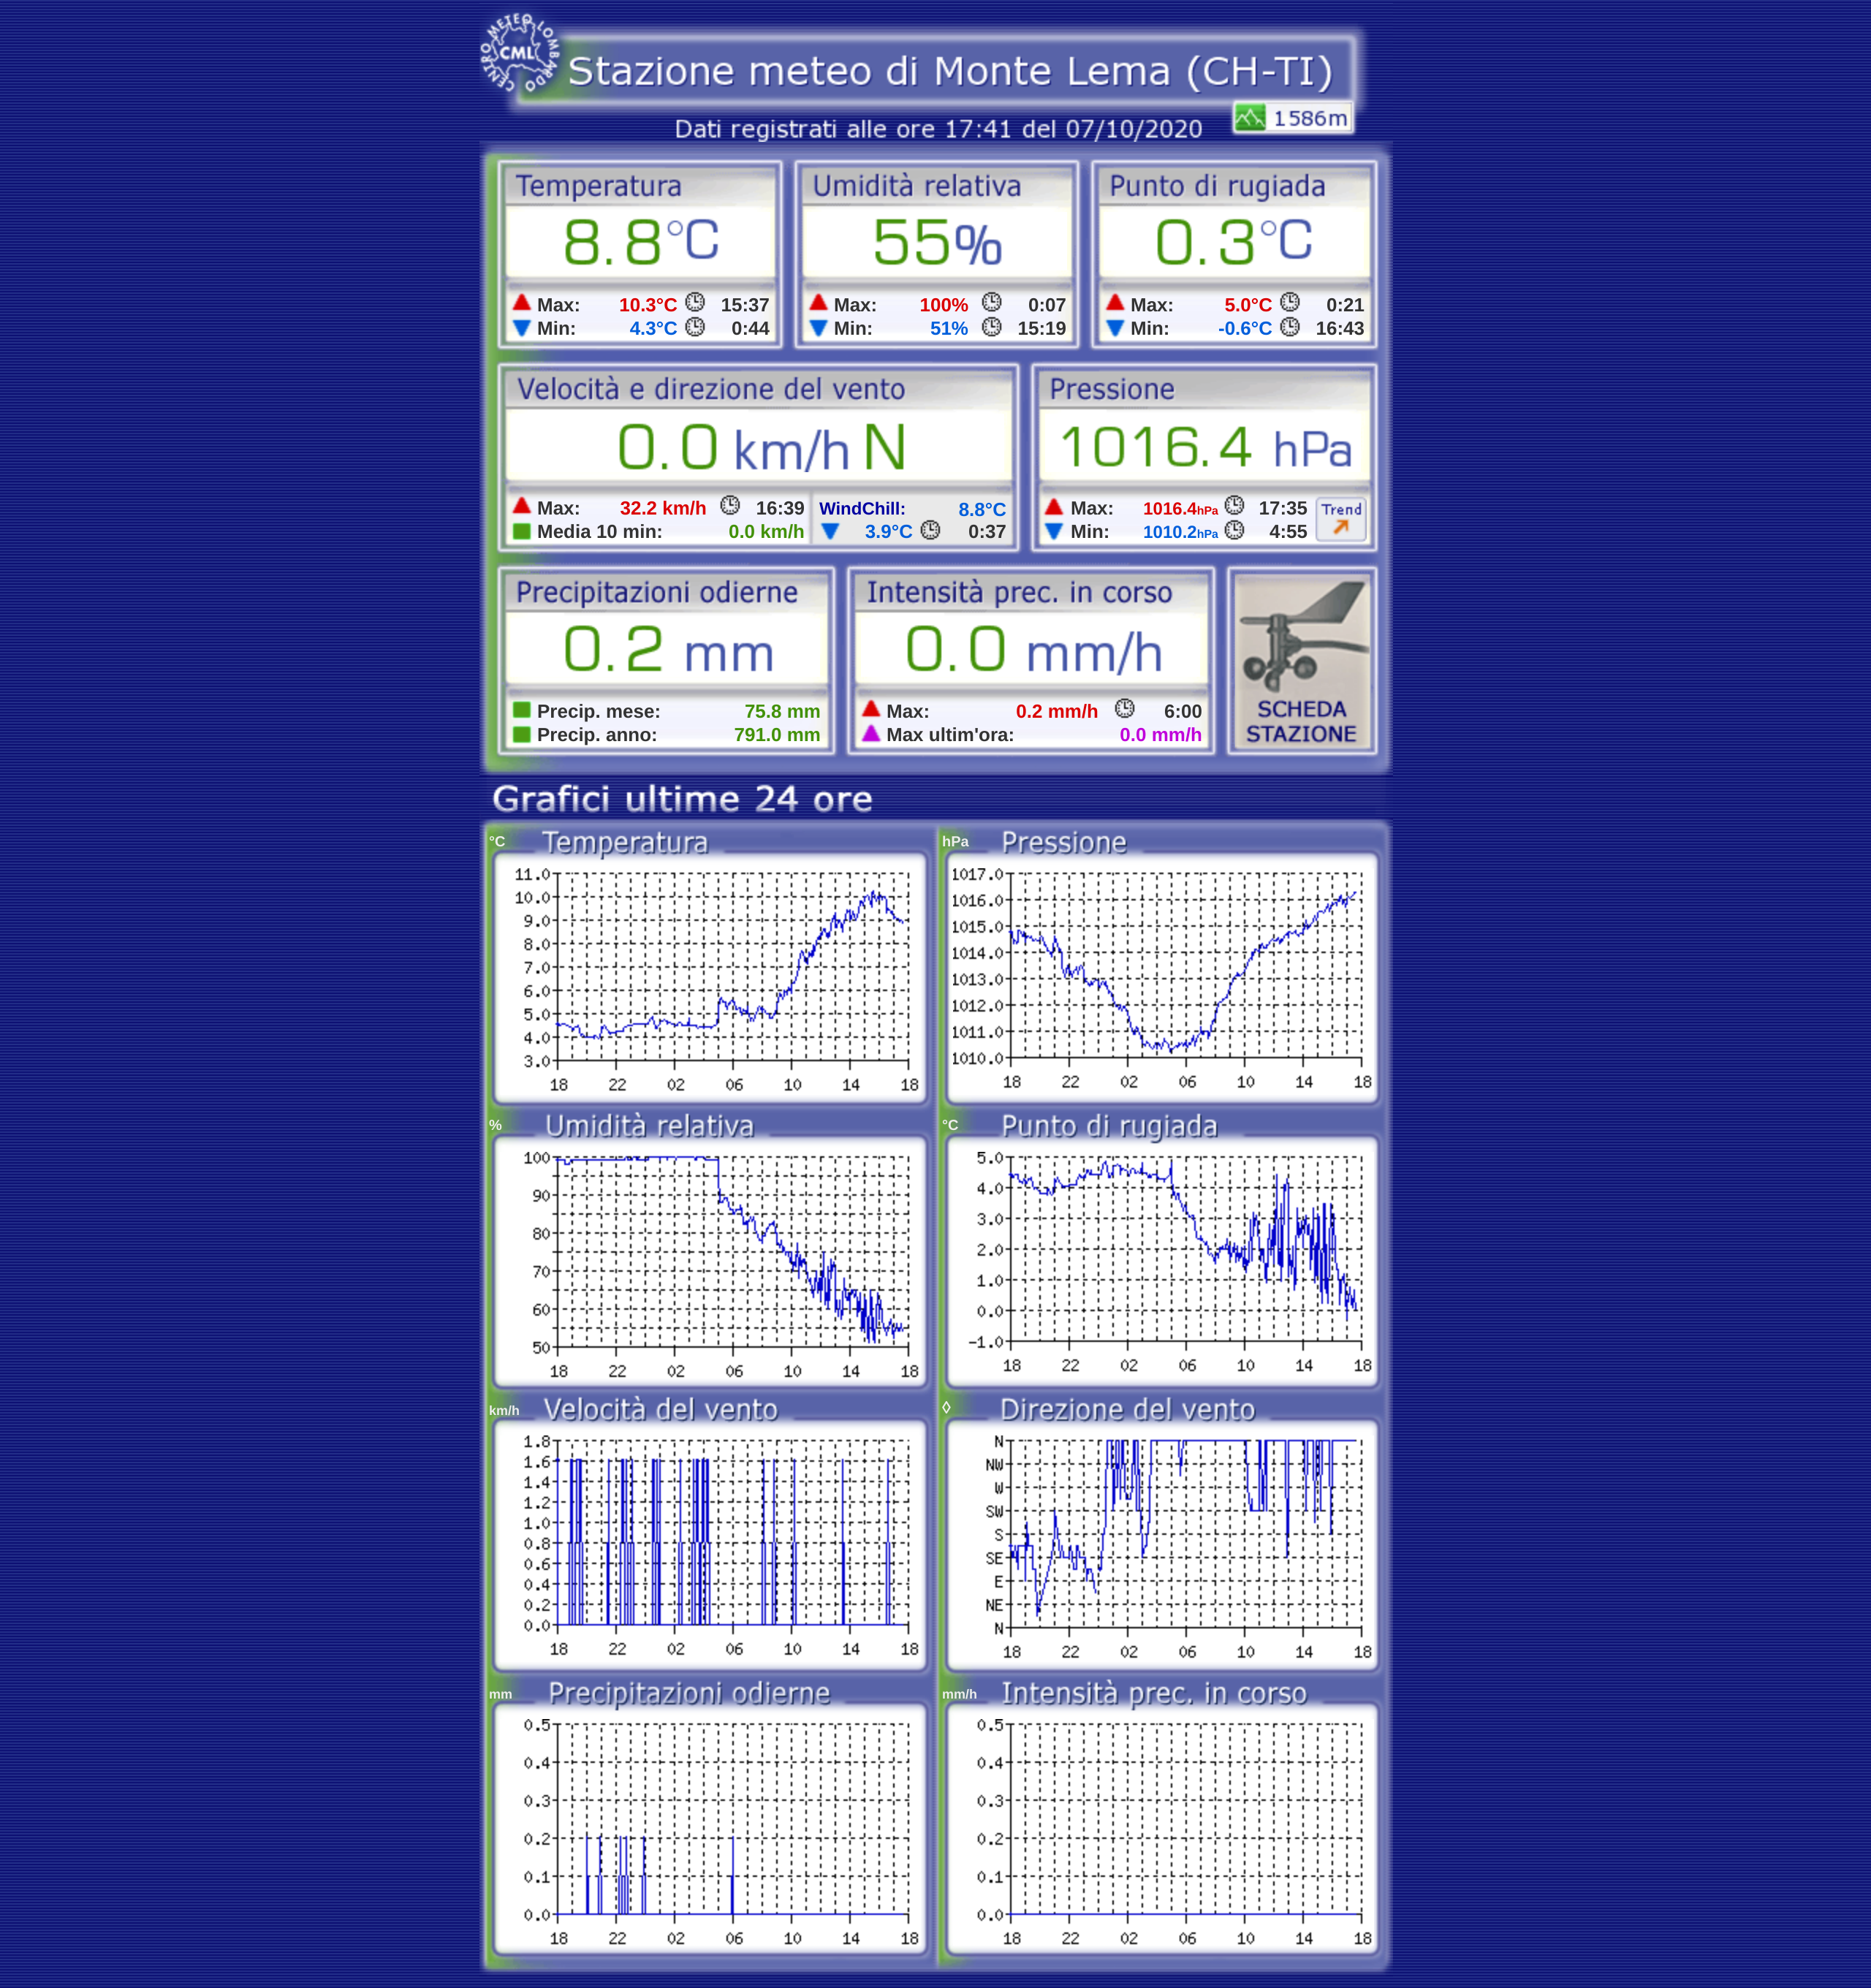 CENTRO METEO LOMBARDO
CML
Stazione meteo di Monte Lema (CH-TI)
1586m
Dati registrati alle ore 17:41 del 07/10/2020
Temperatura Umidità relativa Punto di rugiada
8.8°C 55% 0.3°C
Max: 10.3°C 15:37 Max: 100% 0:07 Max: 5.0°C 0:21
Min: 4.3°C 0:44 Min: 51% 15:19 Min: -0.6°C 16:43
Velocità e direzione del vento Pressione
0.0 km/h N 1016.4 hPa
Max: 32.2 km/h 16:39 WindChill: 8.8°C Max: 1016.4hPa 17:35 Trend
Media 10 min: 0.0 km/h 3.9°C 0:37 Min: 1010.2hPa 4:55
Precipitazioni odierne Intensità prec. in corso
0.2 mm 0.0 mm/h
Precip. mese: 75.8 mm Max: 0.2 mm/h 6:00 SCHEDA
Precip. anno: 791.0 mm Max ultim'ora: 0.0 mm/h STAZIONE
Grafici ultime 24 ore
°C Temperatura
11.0
10.0
9.0
8.0
7.0
6.0
5.0
4.0
3.0
18 22 02 06 10 14 18
hPa Pressione
1017.0
1016.0
1015.0
1014.0
1013.0
1012.0
1011.0
1010.0
18 22 02 06 10 14 18
% Umidità relativa
100
90
80
70
60
50
18 22 02 06 10 14 18
°C Punto di rugiada
5.0
4.0
3.0
2.0
1.0
0.0
-1.0
18 22 02 06 10 14 18
km/h Velocità del vento
1.8
1.6
1.4
1.2
1.0
0.8
0.6
0.4
0.2
0.0
18 22 02 06 10 14 18
◊ Direzione del vento
N
NW
W
SW
S
SE
E
NE
N
18 22 02 06 10 14 18
mm Precipitazioni odierne
0.5
0.4
0.3
0.2
0.1
0.0
18 22 02 06 10 14 18
mm/h Intensità prec. in corso
0.5
0.4
0.3
0.2
0.1
0.0
18 22 02 06 10 14 18